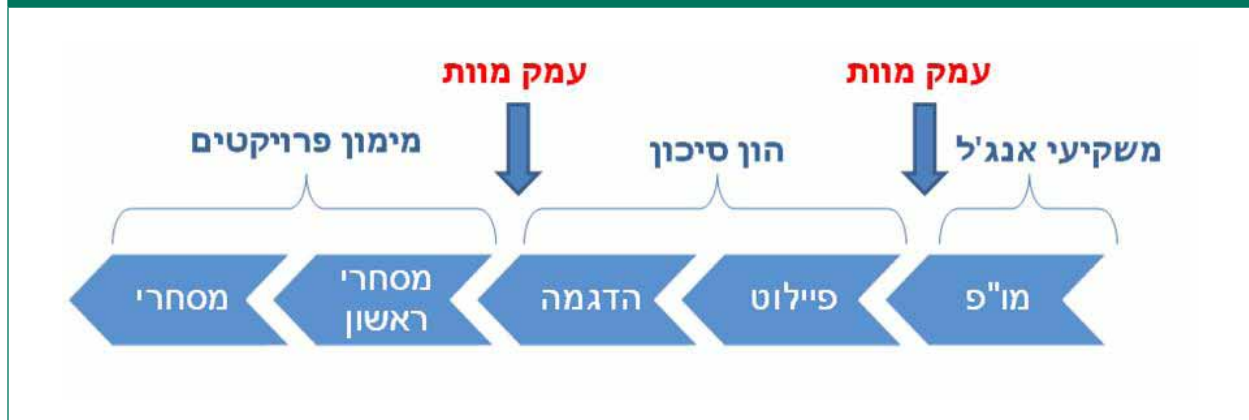 עמק מוות
עמק מוות
משקיעי אנג'ל
הון סיכון
מימון פרויקטים
מו"פ
פיילוט
הדגמה
מסחרי
ראשון
מסחרי